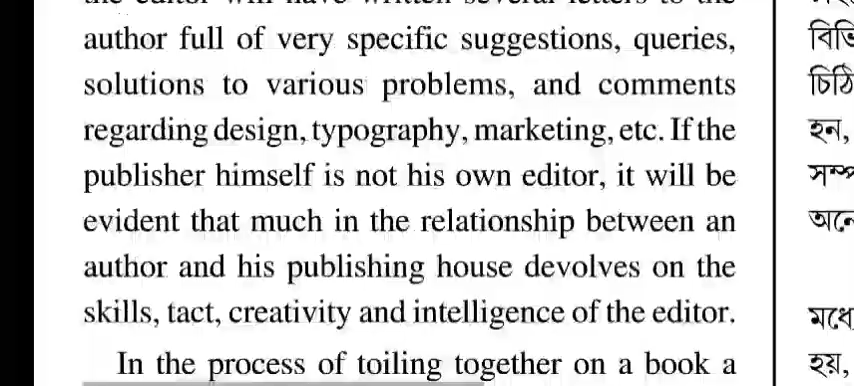 author full of very specific suggestions, queries,
solutions to various problems, and comments
regarding design, typography, marketing, etc. If the
publisher himself is not his own editor, it will be
evident that much in the relationship between an
author and his publishing house devolves on the
skills, tact, creativity and intelligence of the editor.
In the process of toiling together on a book a
হন,
মধ্যে
হয়,